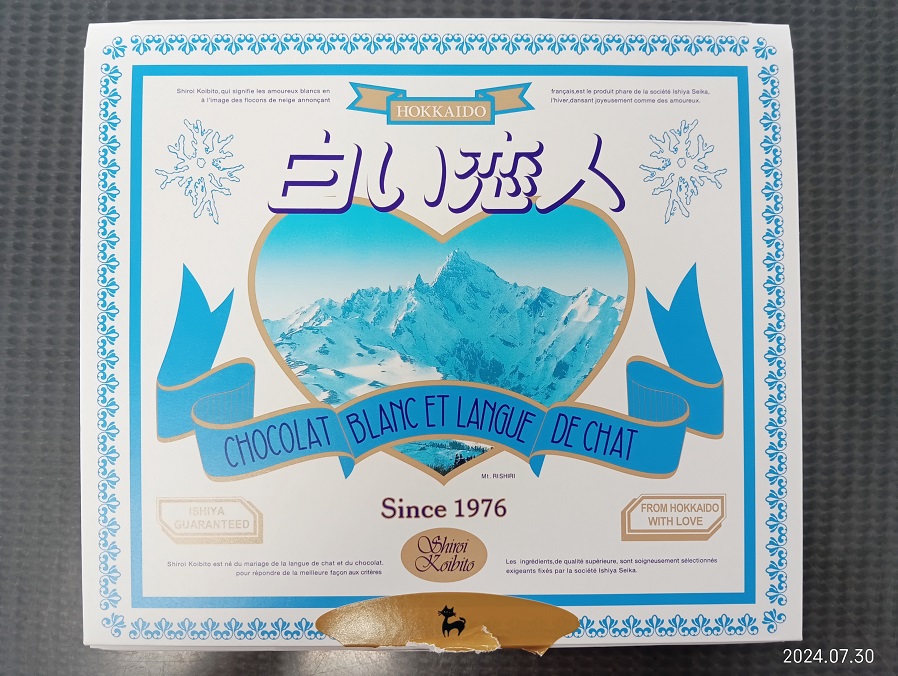 HOKKAIDO
Shiroi Koibito,qui signifie les amoureux blancs en
à l'image des flocons de neige annonçant
français,est le produit phare de la société Ishiya Seika,
l'hiver,dansant joyeusement comme des amoureux.
白い恋人
CHOCOLAT BLANC ET LANGUE DE CHAT
Mt. RISHIRI
Since 1976
ISHIYA
GUARANTEED
FROM HOKKAIDO
WITH LOVE
Shiroi
Koibito
Shiroi Koibito est né du mariage de la langue de chat et du chocolat.
pour répondre de la meilleure façon aux critères
Les ingrédients,de qualité supérieure, sont soigneusement sélectionnés
exigeants fixés par la société Ishiya Seika.
2024.07.30